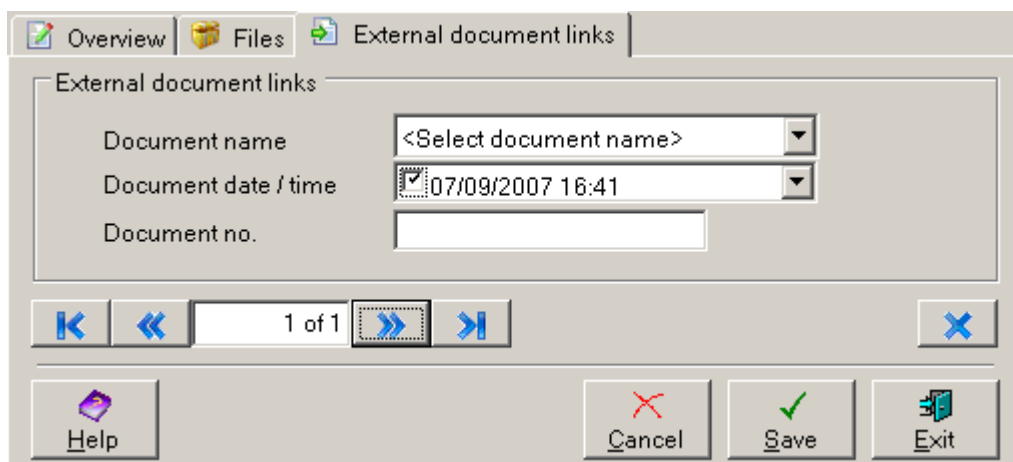 Overview Files External document links
External document links
Document name <Select document name>
Document date / time 07/09/2007 16:41
Document no.
1 of 1
Help Cancel Save Exit